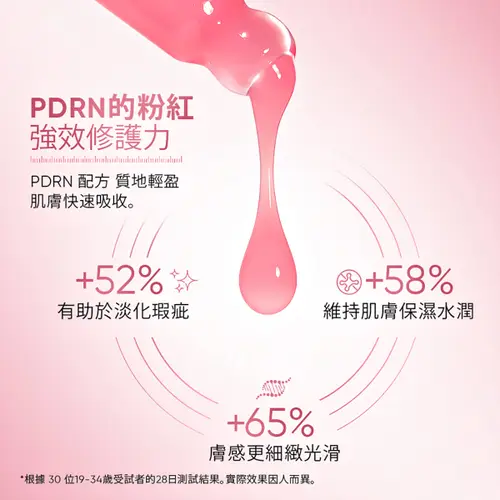 PDRN的粉紅
強效修護力
PDRN 配方 質地輕盈
肌膚快速吸收。
+52%
有助於淡化瑕疵
+58%
維持肌膚保濕水潤
+65%
膚感更細緻光滑
*根據 30 位19-34歲受試者的28日測試結果。實際效果因人而異。